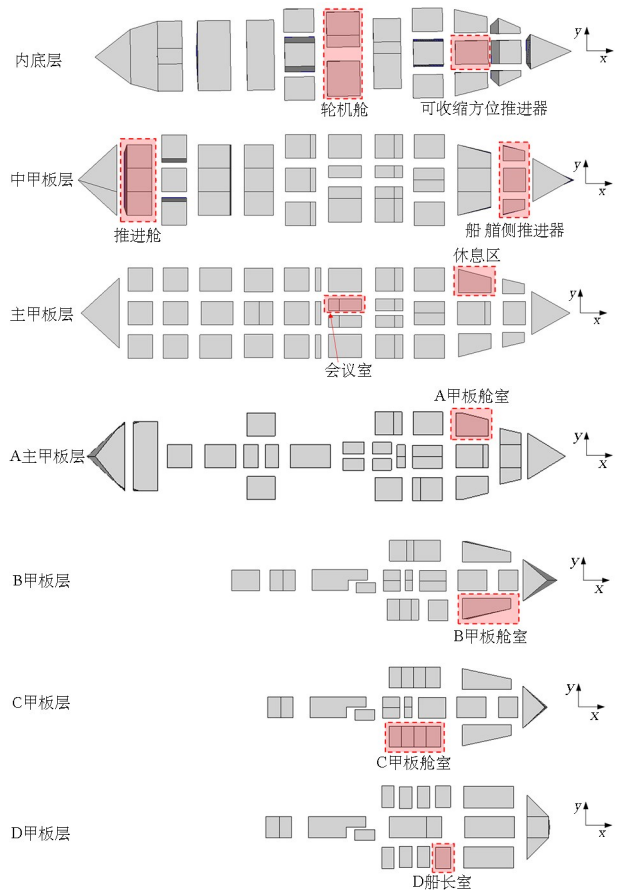 y
内底层
x
轮机舱
可收缩方位推进器
y
中甲板层
x
推进舱
船 艏侧推进器
休息区
y
主甲板层
x
会议室
A甲板舱室
y
A主甲板层
x
y
B甲板层
x
B甲板舱室
y
C甲板层
x
C甲板舱室
y
D甲板层
x
D船长室